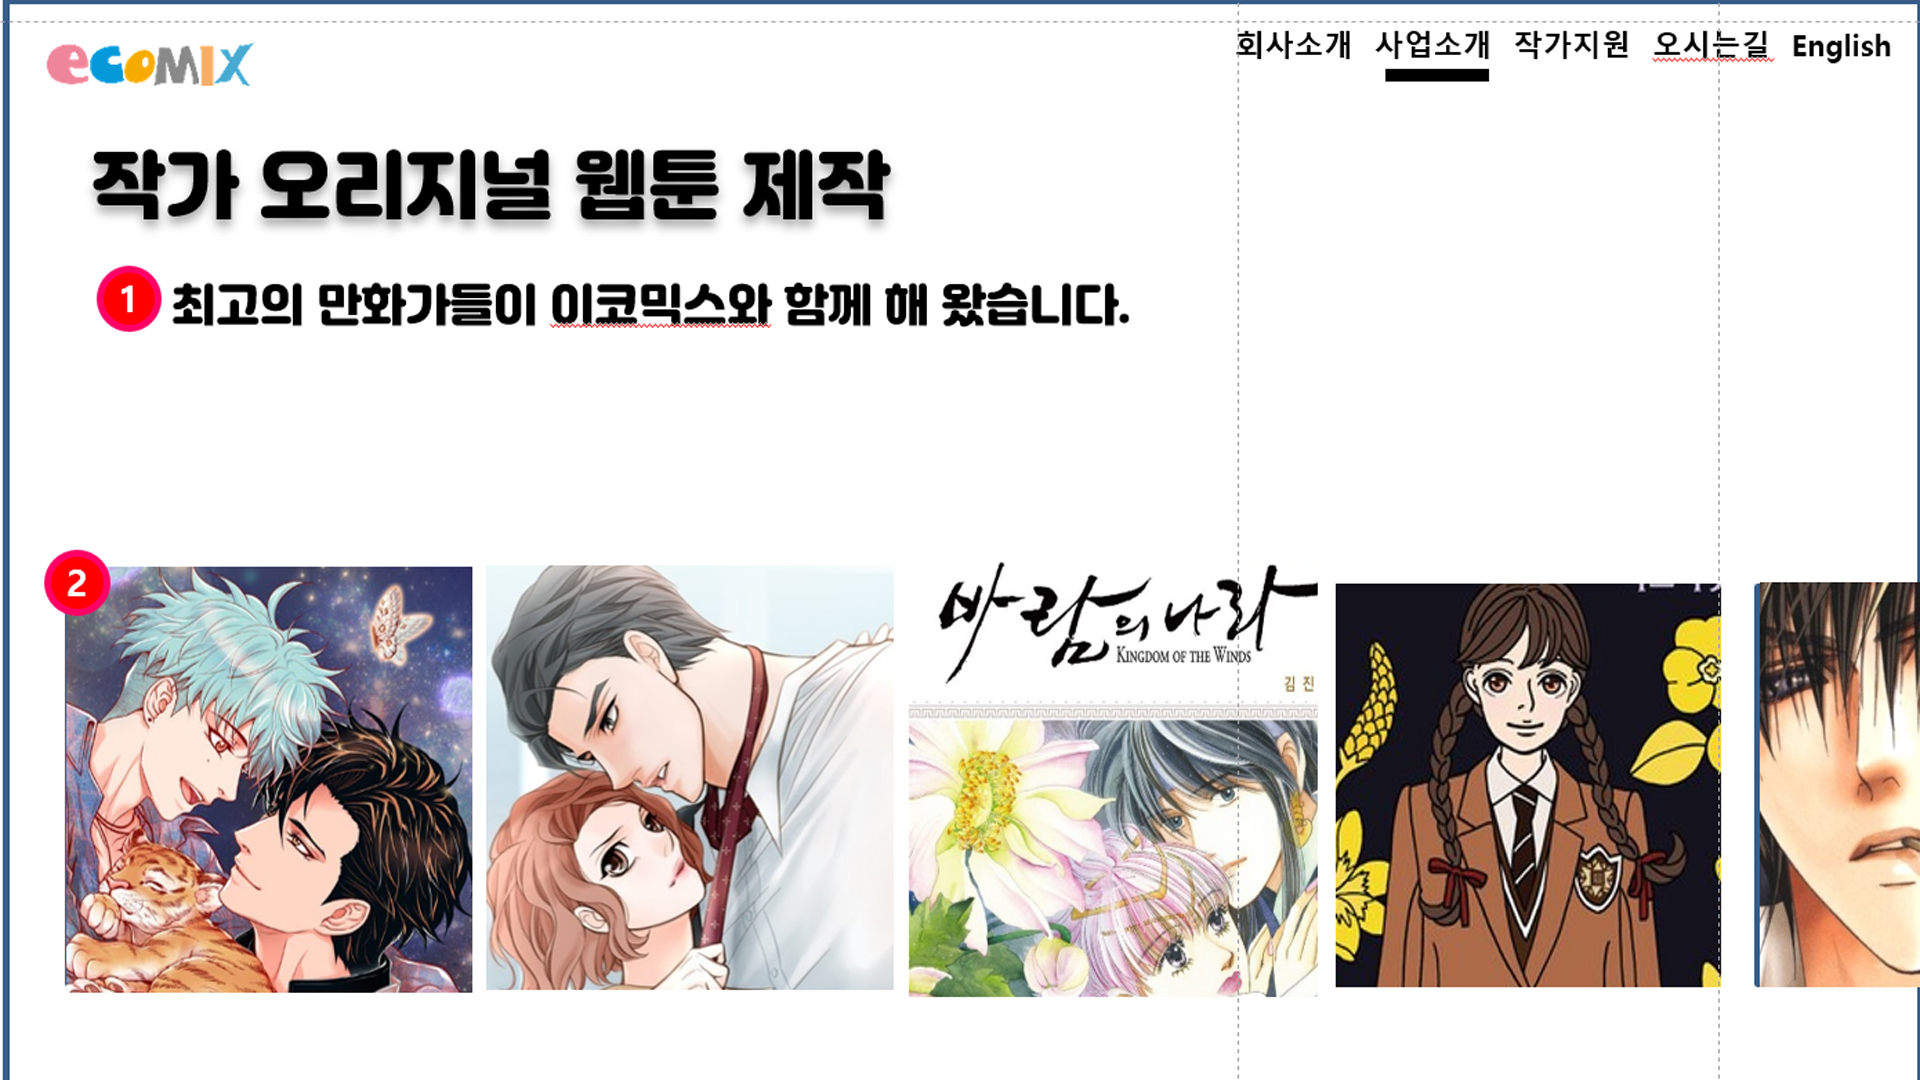 eCOMIX
회사소개 사업소개 작가지원 오시는길 English
작가 오리지널 웹툰 제작
1 최고의 만화가들이 이코믹스와 함께 해 왔습니다.
2
바람의나라
KINGDOM OF THE WINDS
김 진